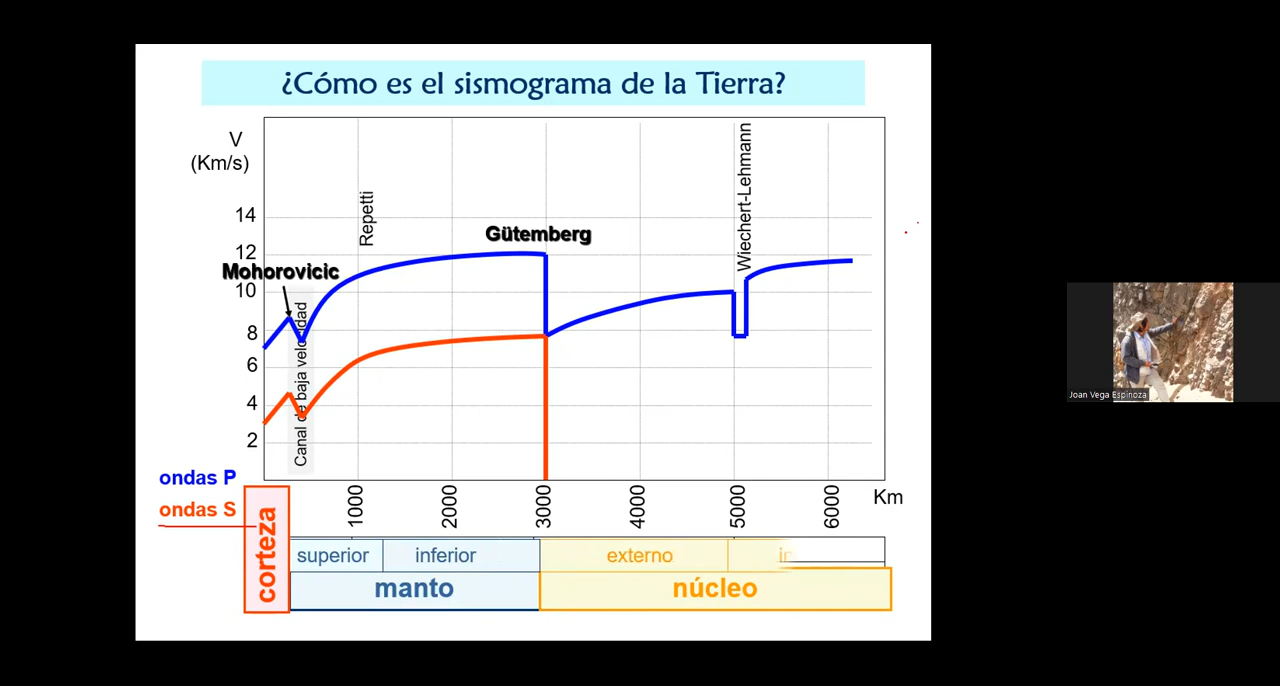 ¿Cómo es el sismograma de la Tierra?
V
(Km/s)
14
12
10
8
6
4
2
Mohorovicic
Canal de baja velocidad
Repetti
Gütemberg
Wiechert-Lehmann
ondas P
ondas S
1000
2000
3000
4000
5000
6000
Km
corteza
superior
inferior
externo
in
manto
núcleo
Joan Vega Espinoza